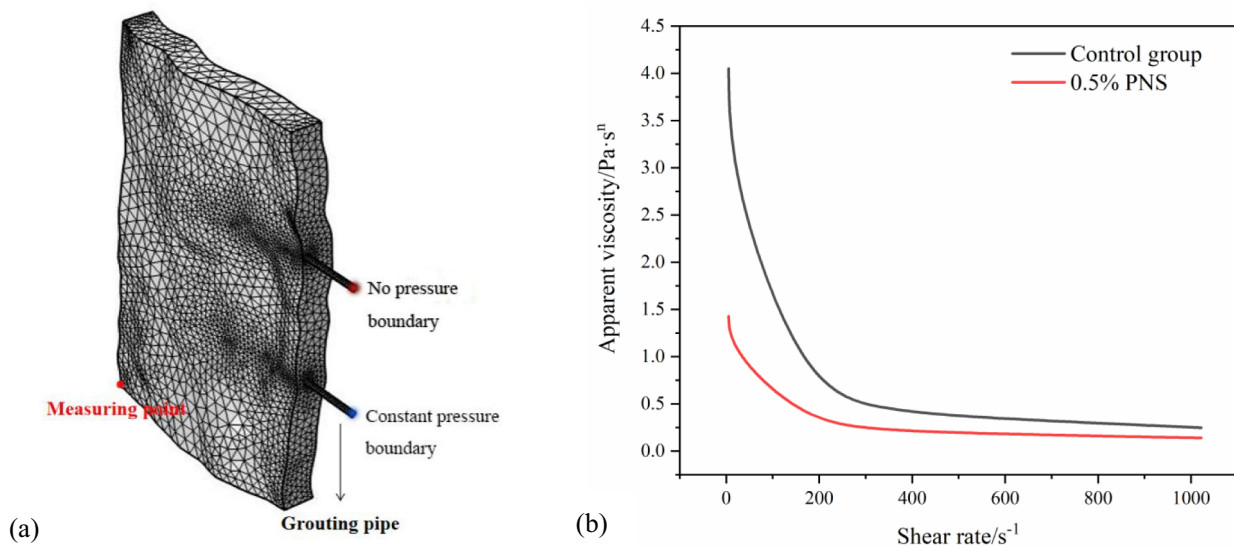 No pressure
boundary
Measuring point
Constant pressure
boundary
Grouting pipe
(a)
4.5
4.0
3.5
3.0
2.5
2.0
1.5
1.0
0.5
0.0
Apparent viscosity/Pa·sⁿ
Control group
0.5% PNS
0 200 400 600 800 1000
Shear rate/s⁻¹
(b)